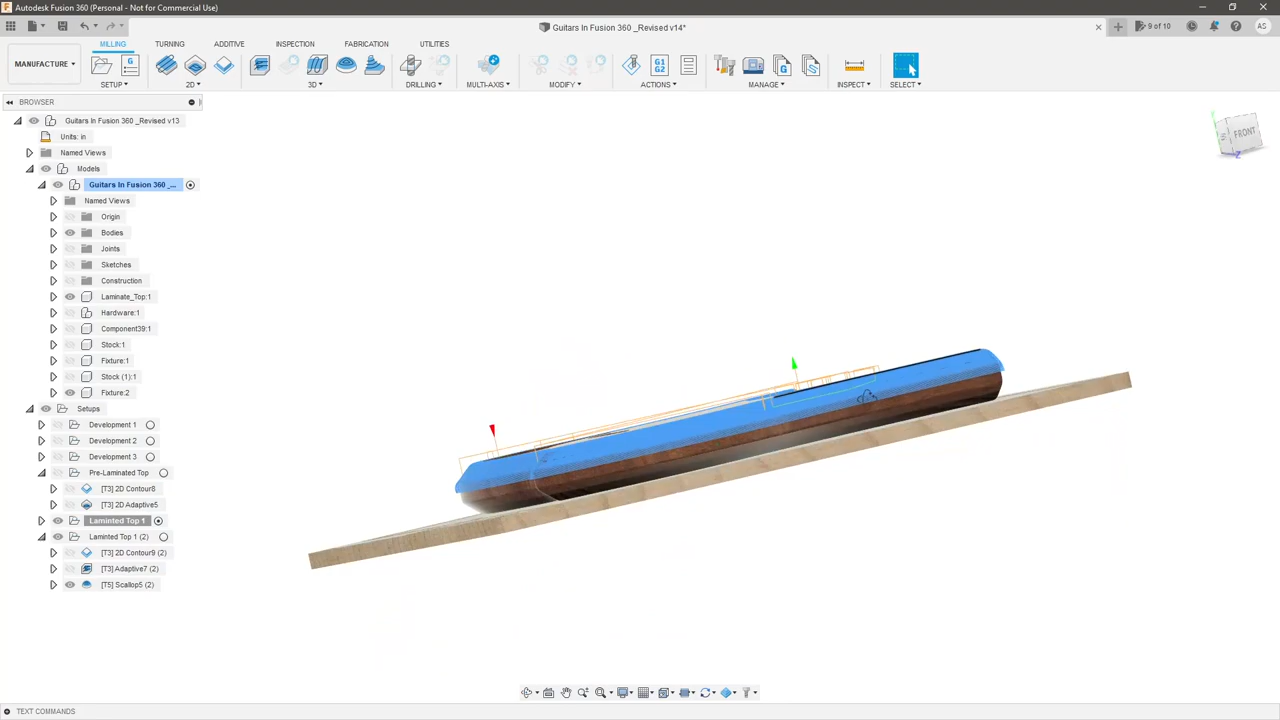 Autodesk Fusion 360 (Personal - Not for Commercial Use)
Guitars In Fusion 360 _Revised v14*
9 of 10
AS
MANUFACTURE
MILLING
TURNING
ADDITIVE
INSPECTION
FABRICATION
UTILITIES
G
G1
G2
G
SETUP
2D
3D
DRILLING
MULTI-AXIS
MODIFY
ACTIONS
MANAGE
INSPECT
SELECT
BROWSER
FRONT
Z
Guitars In Fusion 360 _Revised v13
Units: in
Named Views
Models
Guitars In Fusion 360 _...
Named Views
Origin
Bodies
Joints
Sketches
Construction
Laminate_Top:1
Hardware:1
Component39:1
Stock:1
Fixture:1
Stock (1):1
Fixture:2
Setups
Development 1
Development 2
Development 3
Pre-Laminated Top
[T3] 2D Contour8
[T3] 2D Adaptive5
Laminted Top 1
Laminted Top 1 (2)
[T3] 2D Contour9 (2)
[T3] Adaptive7 (2)
[T5] Scallop5 (2)
TEXT COMMANDS